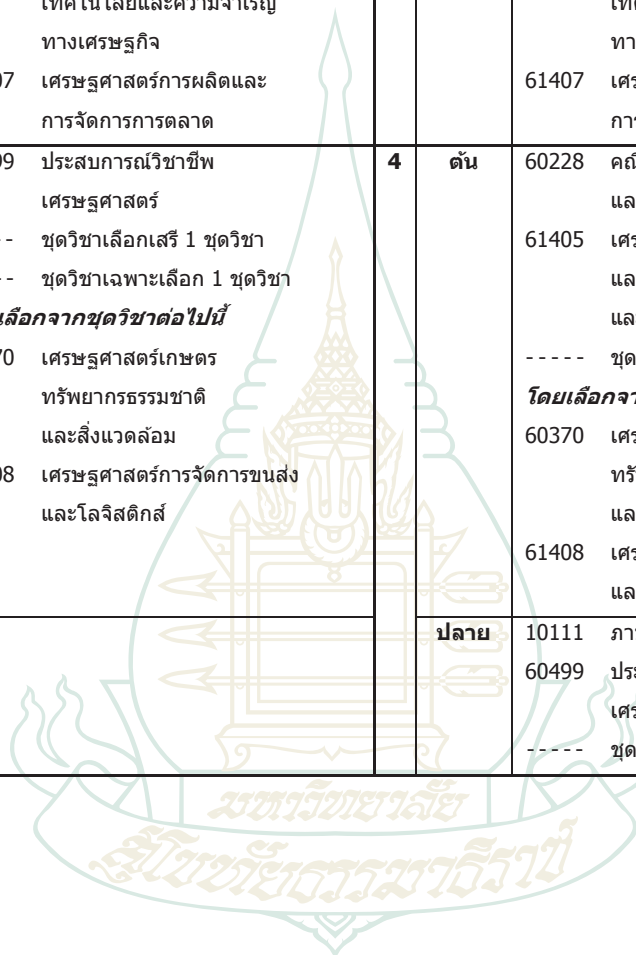 เทคโนโลยีและความจำเริญ
ทางเศรษฐกิจ
07 เศรษฐศาสตร์การผลิตและ
การจัดการการตลาด
99 ประสบการณ์วิชาชีพ
เศรษฐศาสตร์
-- ชุดวิชาเลือกเสรี 1 ชุดวิชา
-- ชุดวิชาเฉพาะเลือก 1 ชุดวิชา
เลือกจากชุดวิชาต่อไปนี้
70 เศรษฐศาสตร์เกษตร
ทรัพยากรธรรมชาติ
และสิ่งแวดล้อม
08 เศรษฐศาสตร์การจัดการขนส่ง
และโลจิสติกส์
61407
4 ต้น 60228
61405
-----
60370
61408
ปลาย 10111
60499
-----
มหาวิทยาลัย
สุโขทัยธรรมาธิราช